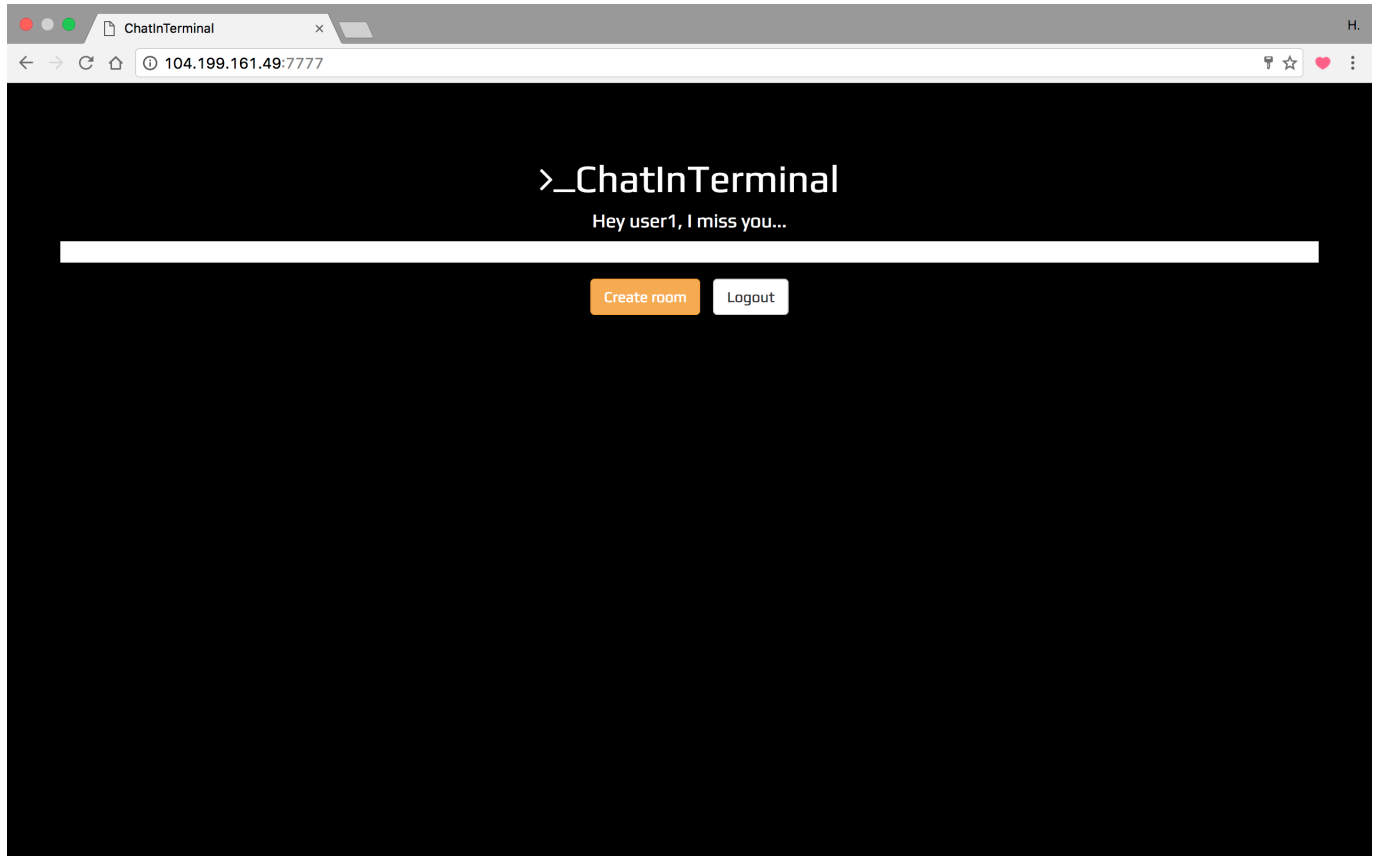 ChatInTerminal
H.
104.199.161.49:7777
>_ChatInTerminal
Hey user1, I miss you...
Create room
Logout